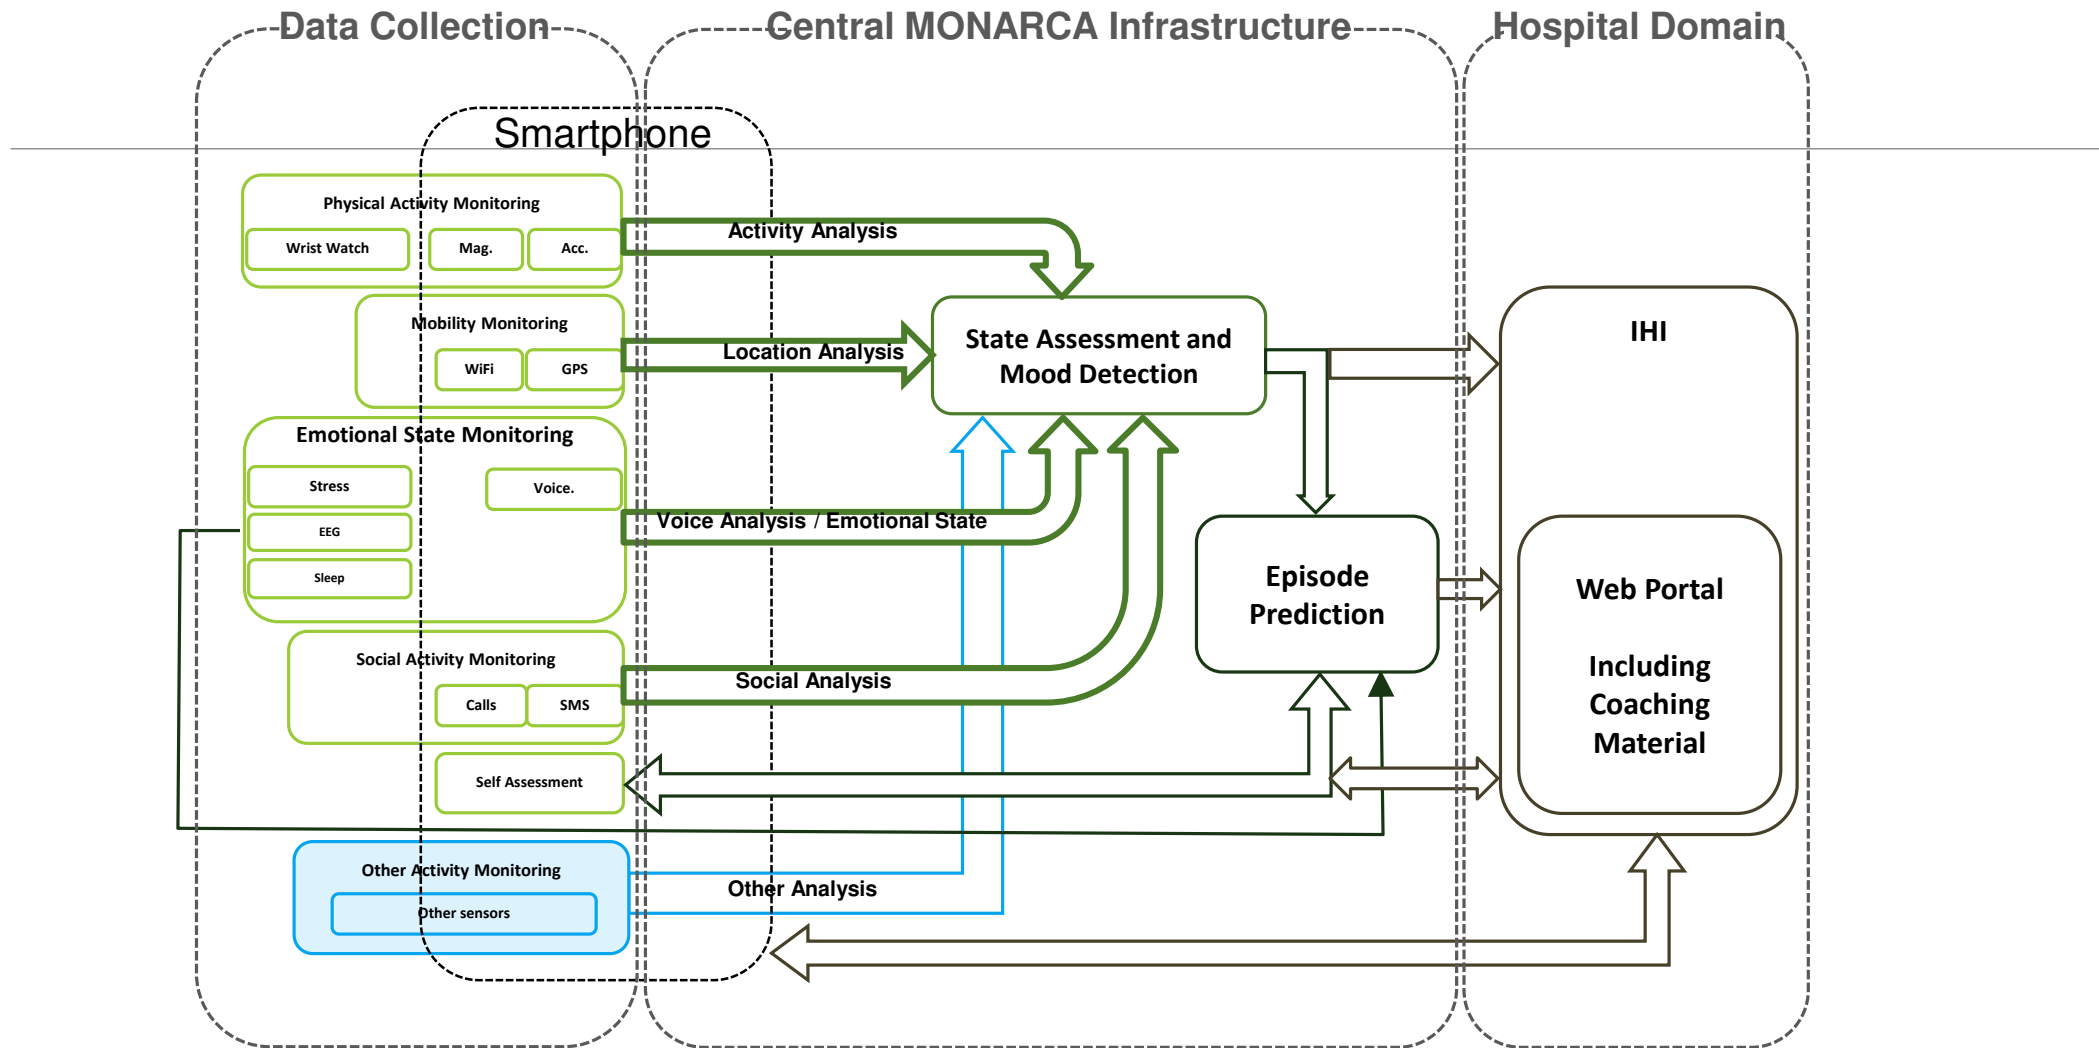 Data Collection
Central MONARCA Infrastructure
Hospital Domain
Smartphone
Physical Activity Monitoring
Wrist Watch
Mag.
Acc.
Activity Analysis
Mobility Monitoring
WiFi
GPS
Location Analysis
State Assessment and
Mood Detection
IHI
Emotional State Monitoring
Stress
Voice.
EEG
Sleep
Voice Analysis / Emotional State
Episode
Prediction
Web Portal
Including
Coaching
Material
Social Activity Monitoring
Calls
SMS
Social Analysis
Self Assessment
Other Activity Monitoring
Other sensors
Other Analysis